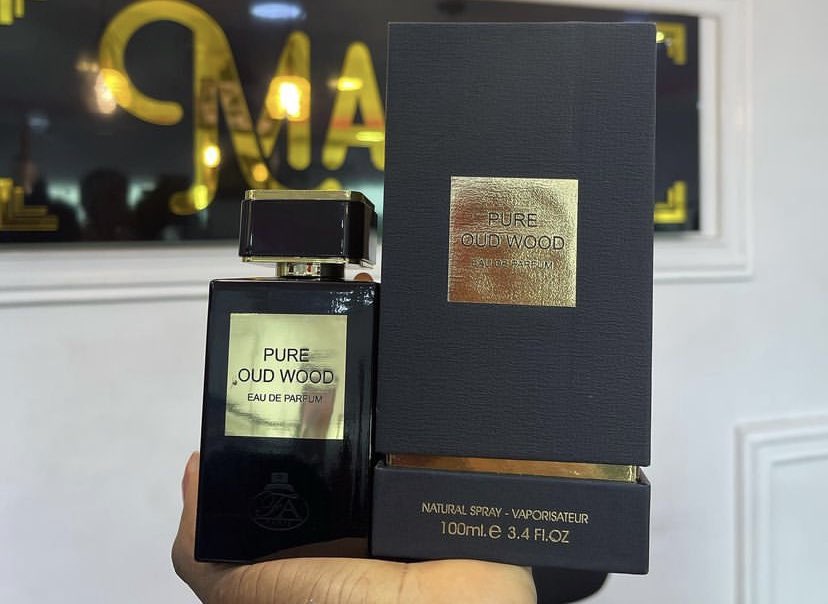 MA
PURE
OUD WOOD
EAU DE PARFUM
PURE
OUD WOOD
EAU DE PARFUM
NATURAL SPRAY - VAPORISATEUR
100ml.e 3.4 Fl.OZ